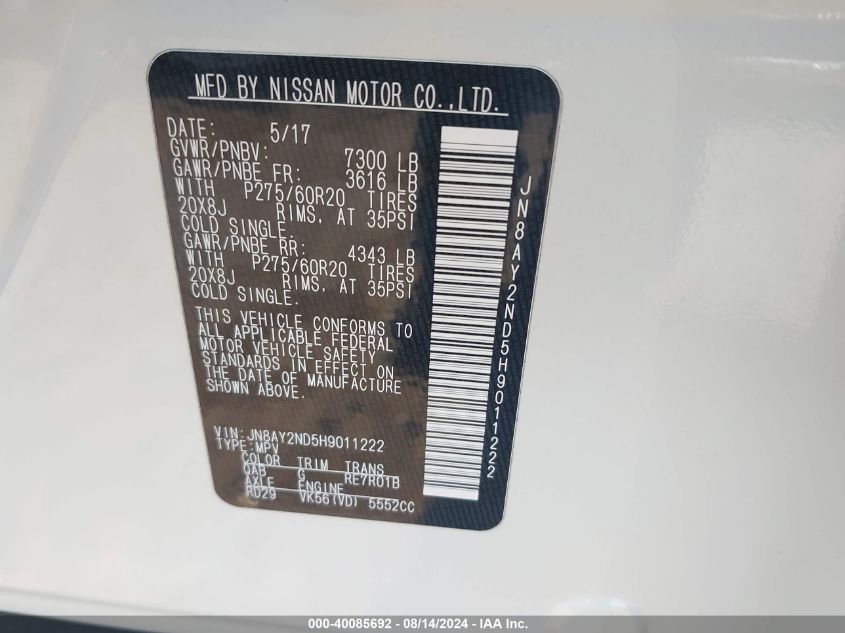 MFD BY NISSAN MOTOR CO.,LTD.
DATE: 5/17
GVWR/PNBV: 7300 LB
GAWR/PNBE FR: 3616 LB
WITH P275/60R20 TIRES
20X8J RIMS, AT 35PSI
COLD SINGLE.
GAWR/PNBE RR: 4343 LB
WITH P275/60R20 TIRES
20X8J RIMS, AT 35PSI
COLD SINGLE.
THIS VEHICLE CONFORMS TO
ALL APPLICABLE FEDERAL
MOTOR VEHICLE SAFETY
STANDARDS IN EFFECT ON
THE DATE OF MANUFACTURE
SHOWN ABOVE.
VIN: JN8AY2ND5H9011222
TYPE: MPV
COLOR TRIM TRANS
QAB G RE7R01B
AXLE ENGINE
RD29 VK56(VD) 5552CC
JN8AY2ND5H9011222
000-40085692 - 08/14/2024 - IAA Inc.